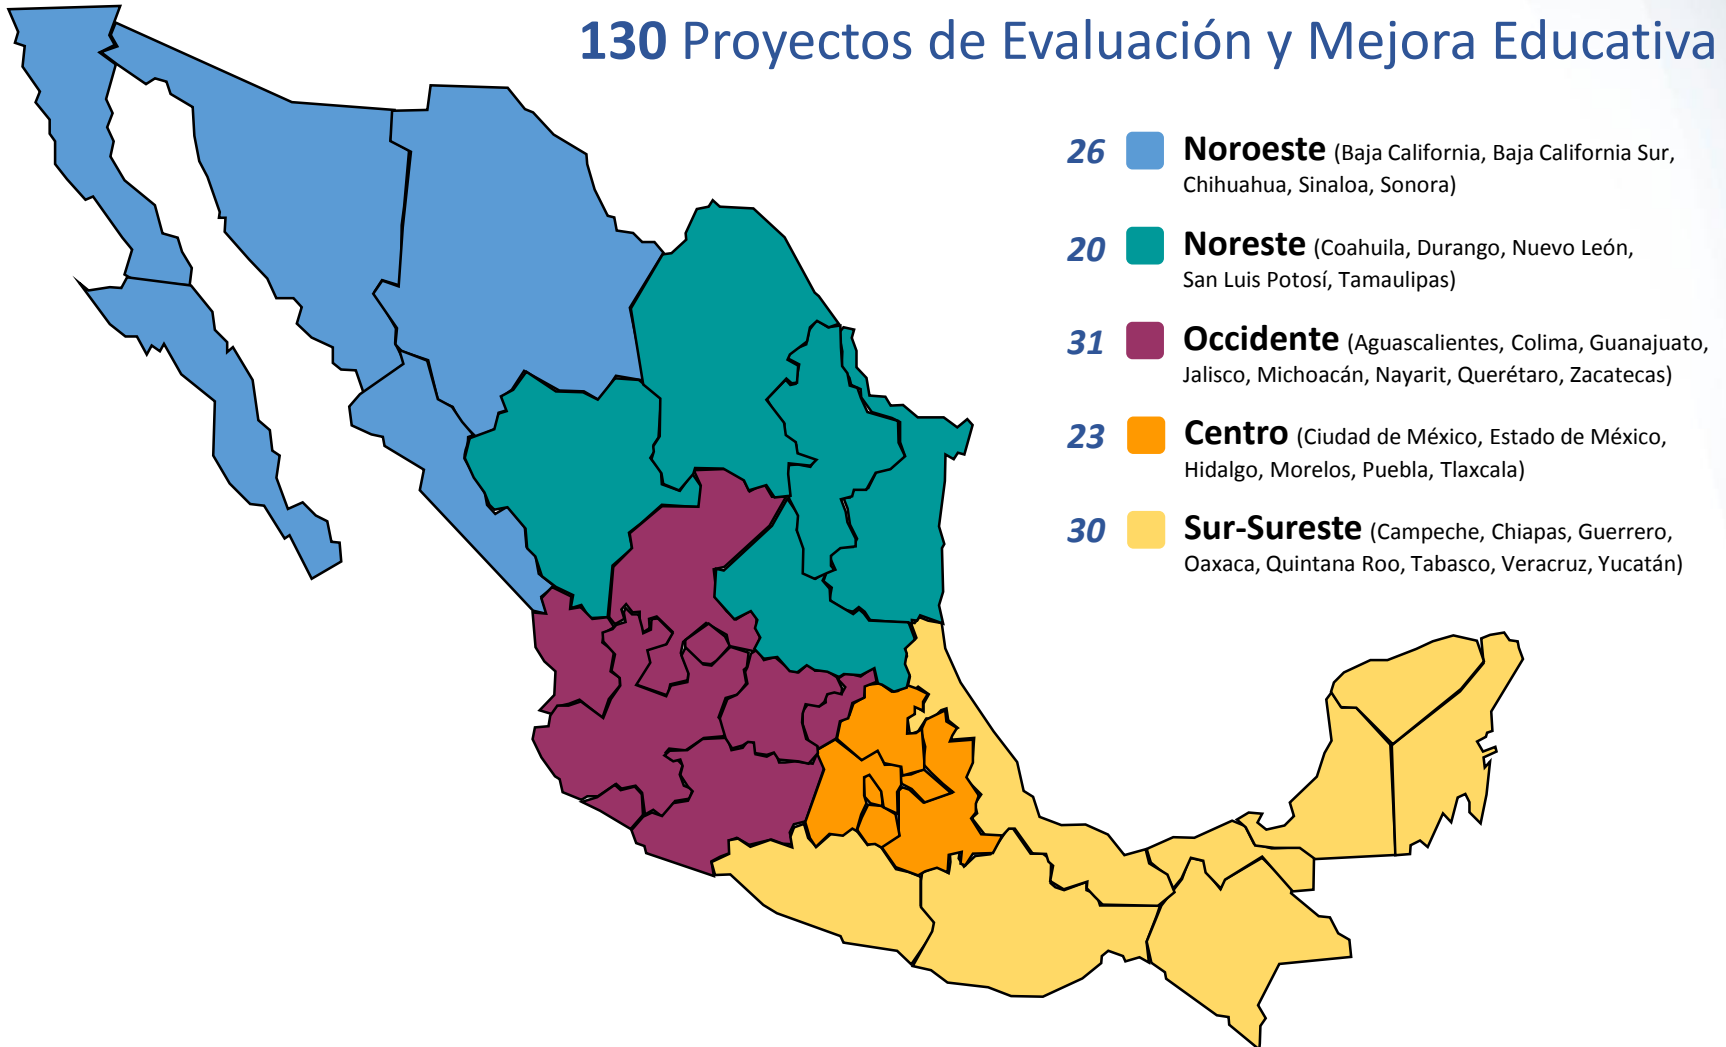 130 Proyectos de Evaluación y Mejora Educativa
26 Noroeste (Baja California, Baja California Sur,
Chihuahua, Sinaloa, Sonora)
20 Noreste (Coahuila, Durango, Nuevo León,
San Luis Potosí, Tamaulipas)
31 Occidente (Aguascalientes, Colima, Guanajuato,
Jalisco, Michoacán, Nayarit, Querétaro, Zacatecas)
23 Centro (Ciudad de México, Estado de México,
Hidalgo, Morelos, Puebla, Tlaxcala)
30 Sur-Sureste (Campeche, Chiapas, Guerrero,
Oaxaca, Quintana Roo, Tabasco, Veracruz, Yucatán)